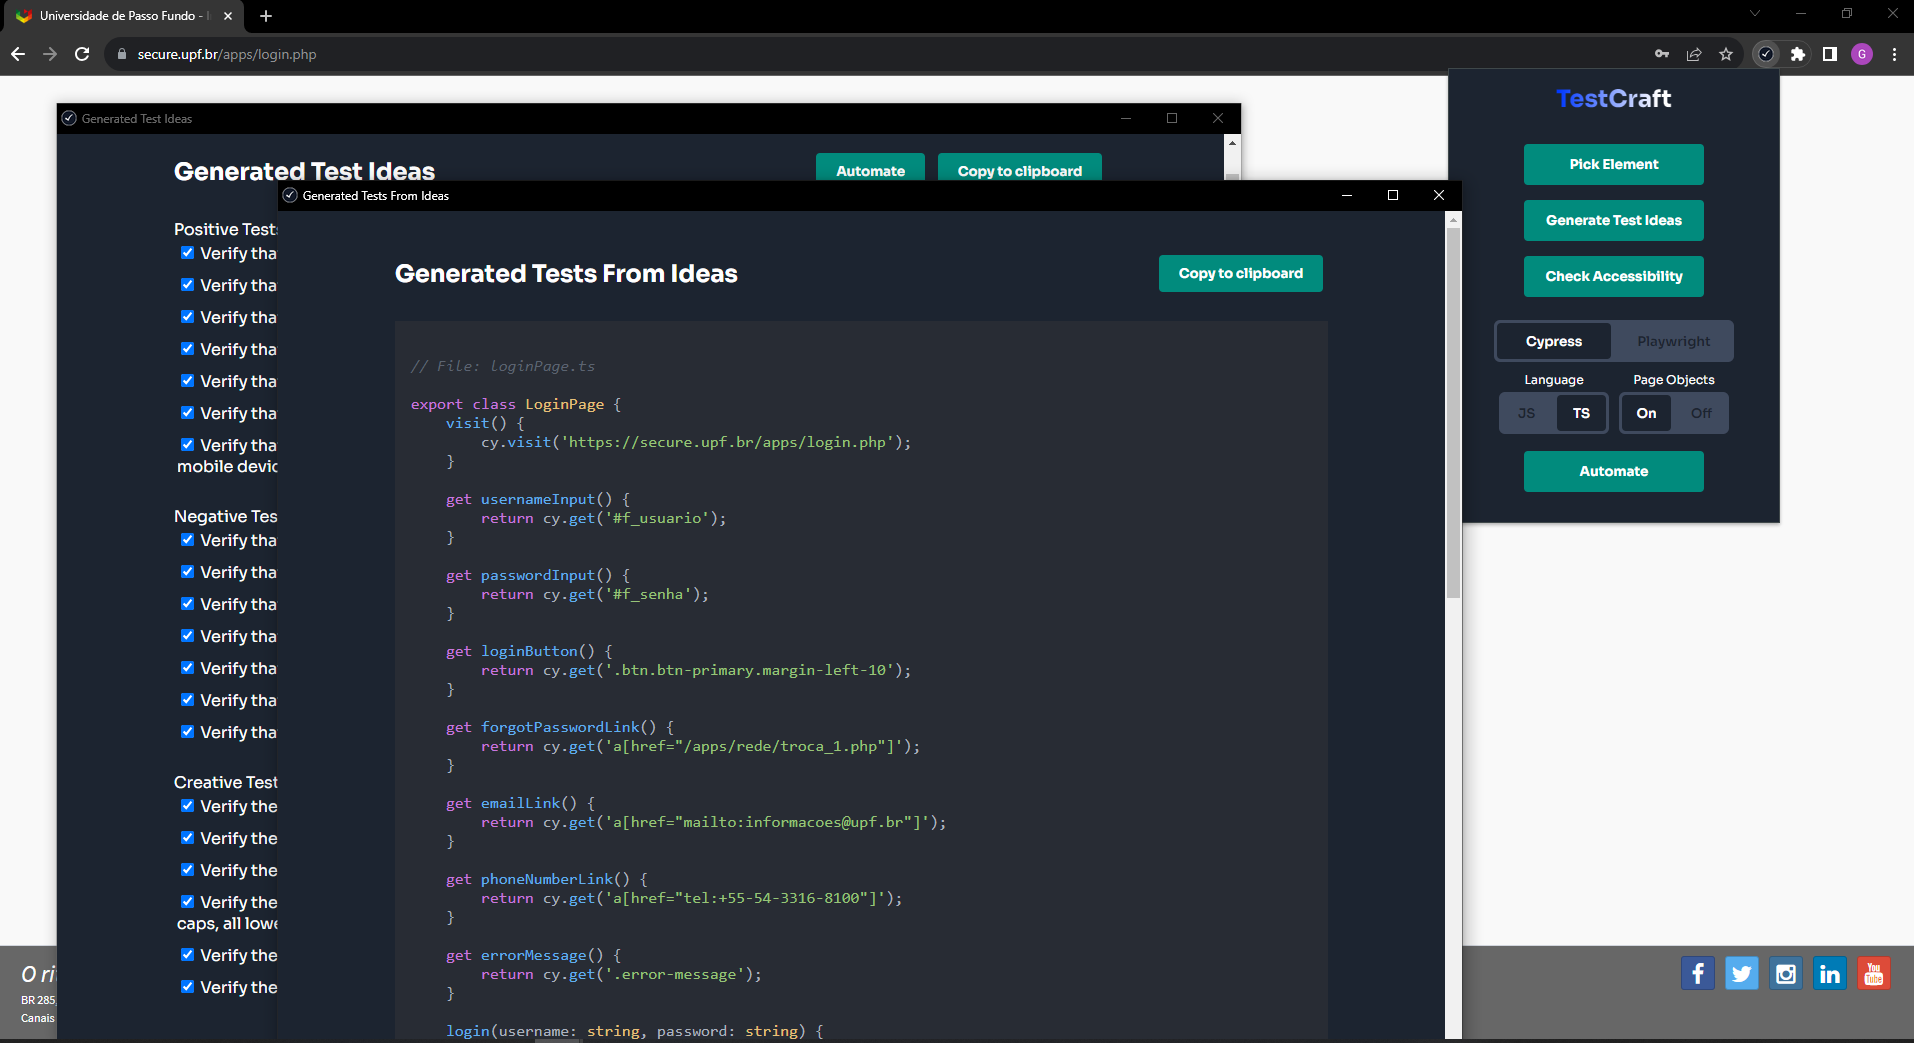 Universidade de Passo Fundo - I
secure.upf.br/apps/login.php
G
TestCraft
Pick Element
Generate Test Ideas
Check Accessibility
Cypress
Playwright
Language
Page Objects
JS
TS
On
Off
Automate
Generated Test Ideas
Generated Test Ideas
Automate
Copy to clipboard
Positive Tests
Verify tha
Verify tha
Verify tha
Verify tha
Verify tha
Verify tha
Verify tha
mobile devic
Negative Tes
Verify tha
Verify tha
Verify tha
Verify tha
Verify tha
Verify tha
Verify tha
Creative Test
Verify the
Verify the
Verify the
Verify the
caps, all lowe
Verify the
Verify the
Generated Tests From Ideas
Generated Tests From Ideas
Copy to clipboard
// File: loginPage.ts
export class LoginPage {
visit() {
cy.visit('https://secure.upf.br/apps/login.php');
}
get usernameInput() {
return cy.get('#f_usuario');
}
get passwordInput() {
return cy.get('#f_senha');
}
get loginButton() {
return cy.get('.btn.btn-primary.margin-left-10');
}
get forgotPasswordLink() {
return cy.get('a[href="/apps/rede/troca_1.php"]');
}
get emailLink() {
return cy.get('a[href="mailto:informacoes@upf.br"]');
}
get phoneNumberLink() {
return cy.get('a[href="tel:+55-54-3316-8100"]');
}
get errorMessage() {
return cy.get('.error-message');
}
login(username: string, password: string) {
O ri
BR 285,
Canais
f
in
You
Tube